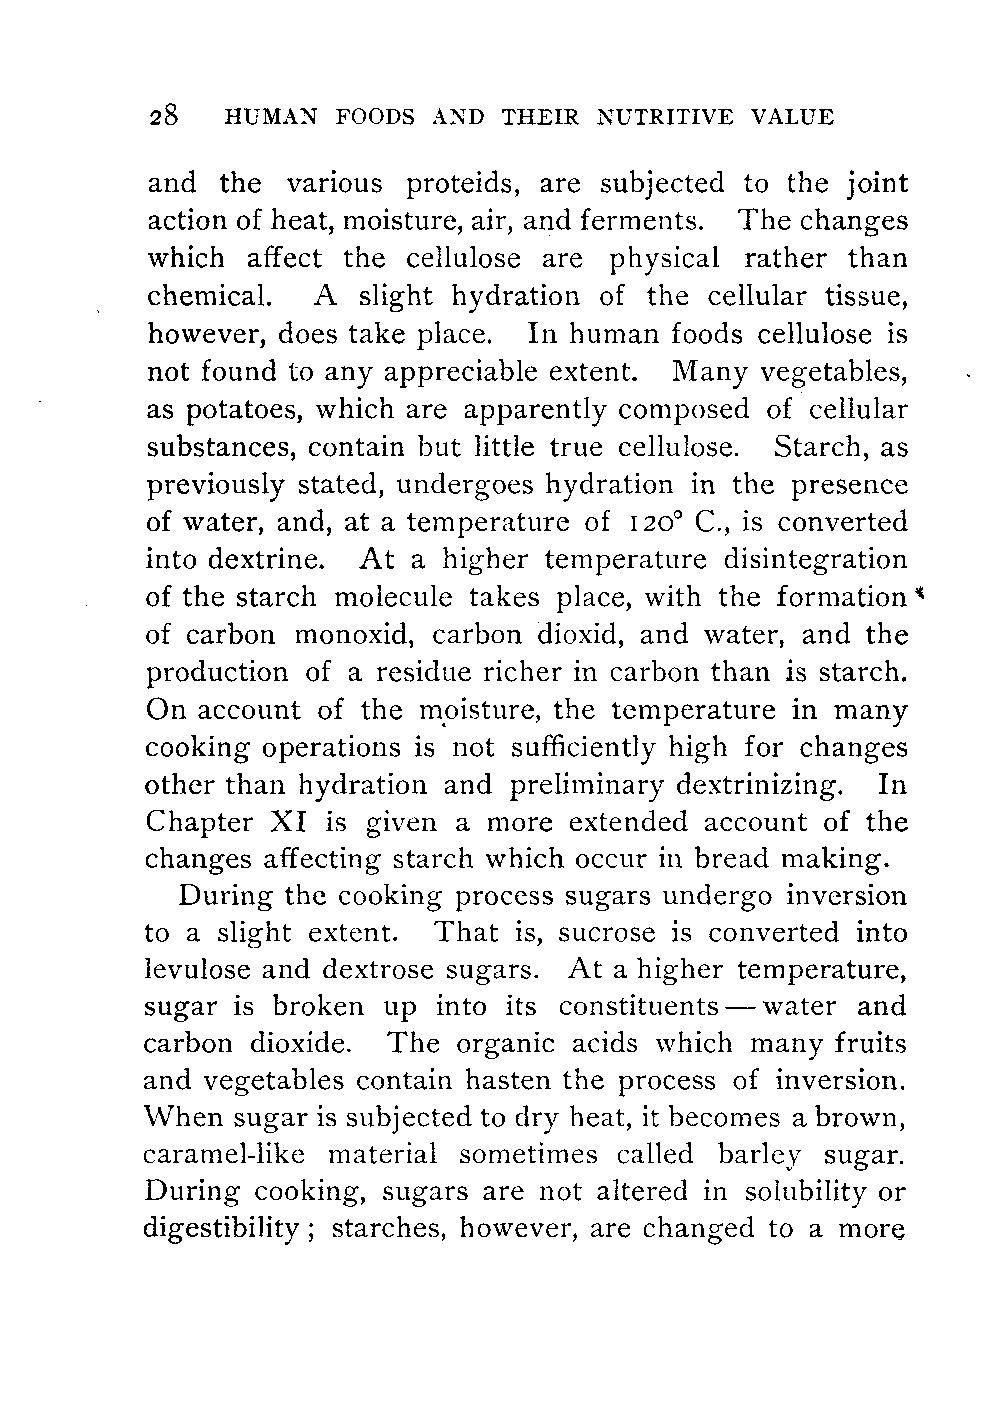 28 HUMAN FOODS AND THEIR NUTRITIVE VALUE
and the various proteids, are subjected to the joint
action of heat, moisture, air, and ferments. The changes
which affect the cellulose are physical rather than
chemical. A slight hydration of the cellular tissue,
however, does take place. In human foods cellulose is
not found to any appreciable extent. Many vegetables,
as potatoes, which are apparently composed of cellular
substances, contain but little true cellulose. Starch, as
previously stated, undergoes hydration in the presence
of water, and, at a temperature of 120° C., is converted
into dextrine. At a higher temperature disintegration
of the starch molecule takes place, with the formation
of carbon monoxid, carbon dioxid, and water, and the
production of a residue richer in carbon than is starch.
On account of the moisture, the temperature in many
cooking operations is not sufficiently high for changes
other than hydration and preliminary dextrinizing. In
Chapter XI is given a more extended account of the
changes affecting starch which occur in bread making.
During the cooking process sugars undergo inversion
to a slight extent. That is, sucrose is converted into
levulose and dextrose sugars. At a higher temperature,
sugar is broken up into its constituents — water and
carbon dioxide. The organic acids which many fruits
and vegetables contain hasten the process of inversion.
When sugar is subjected to dry heat, it becomes a brown,
caramel-like material sometimes called barley sugar.
During cooking, sugars are not altered in solubility or
digestibility ; starches, however, are changed to a more